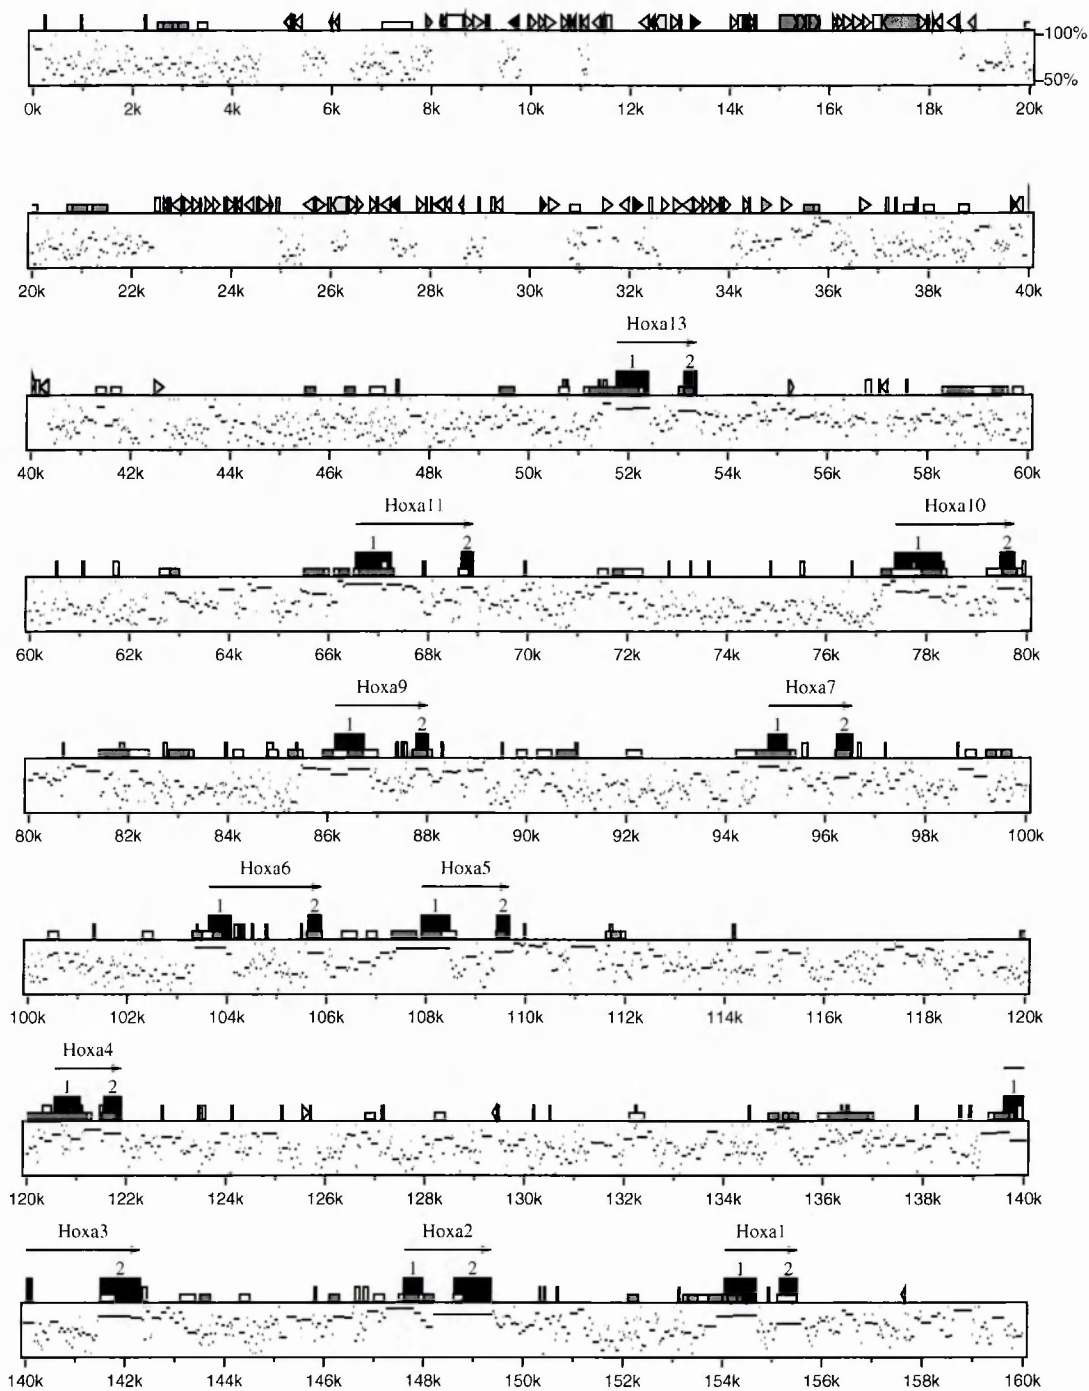 100%
50%
0k 2k 4k 6k 8k 10k 12k 14k 16k 18k 20k
20k 22k 24k 26k 28k 30k 32k 34k 36k 38k 40k
Hoxa13
1 2
40k 42k 44k 46k 48k 50k 52k 54k 56k 58k 60k
Hoxa11 Hoxa10
1 2 1 2
60k 62k 64k 66k 68k 70k 72k 74k 76k 78k 80k
Hoxa9 Hoxa7
1 2 1 2
80k 82k 84k 86k 88k 90k 92k 94k 96k 98k 100k
Hoxa6 Hoxa5
1 2 1 2
100k 102k 104k 106k 108k 110k 112k 114k 116k 118k 120k
Hoxa4
1 2 1
120k 122k 124k 126k 128k 130k 132k 134k 136k 138k 140k
Hoxa3 Hoxa2 Hoxa1
2 1 2 1 2
140k 142k 144k 146k 148k 150k 152k 154k 156k 158k 160k